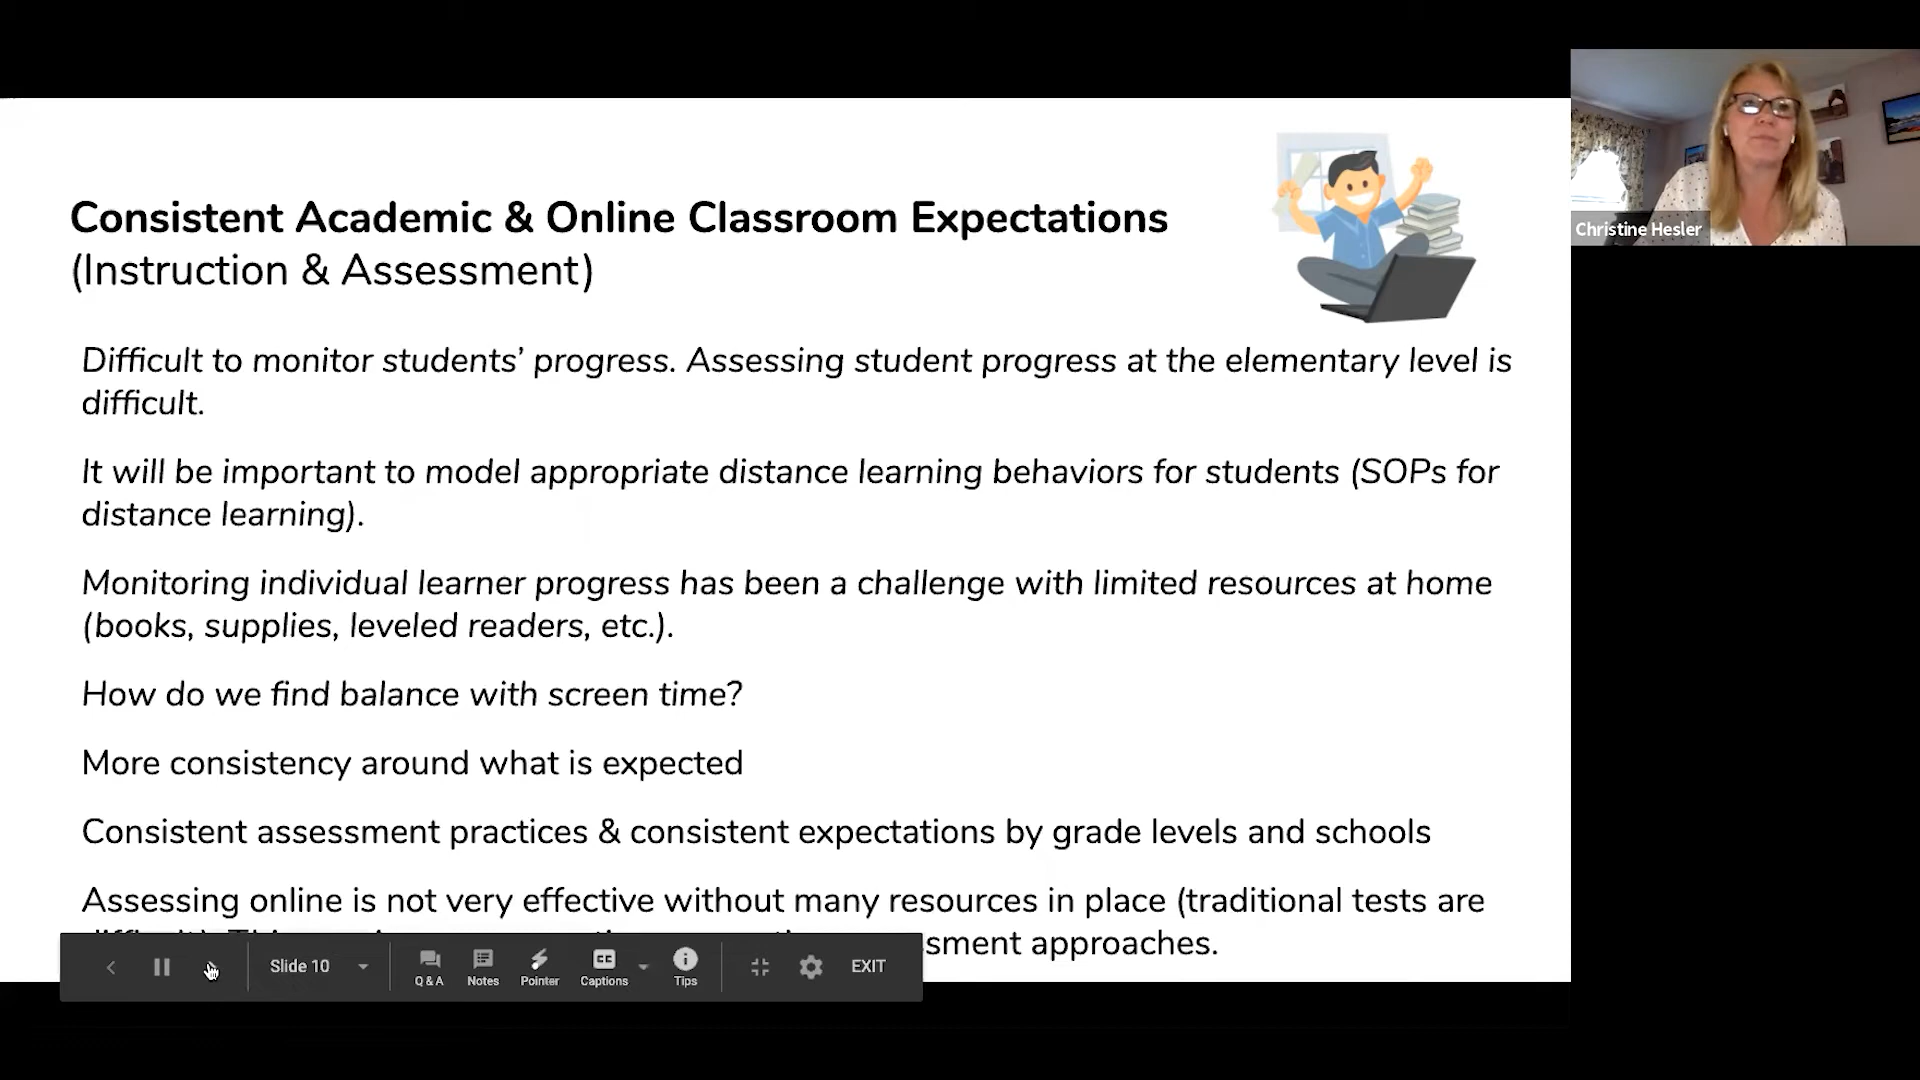 Consistent Academic & Online Classroom Expectations
(Instruction & Assessment)
Christine Hesler
Difficult to monitor students’ progress. Assessing student progress at the elementary level is
difficult.
It will be important to model appropriate distance learning behaviors for students (SOPs for
distance learning).
Monitoring individual learner progress has been a challenge with limited resources at home
(books, supplies, leveled readers, etc.).
How do we find balance with screen time?
More consistency around what is expected
Consistent assessment practices & consistent expectations by grade levels and schools
Assessing online is not very effective without many resources in place (traditional tests are
approaches.
Slide 10
Q & A
Notes
Pointer
CC
Captions
Tips
EXIT